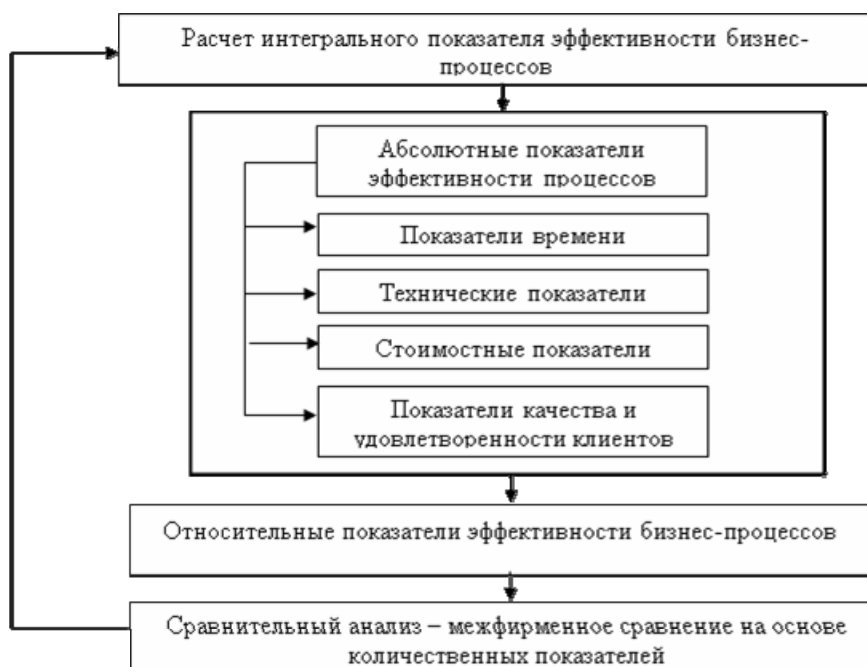 Расчет интегрального показателя эффективности бизнес-
процессов
Абсолютные показатели
эффективности процессов
Показатели времени
Технические показатели
Стоимостные показатели
Показатели качества и
удовлетворенности клиентов
Относительные показатели эффективности бизнес-процессов
Сравнительный анализ – межфирменное сравнение на основе
количественных показателей